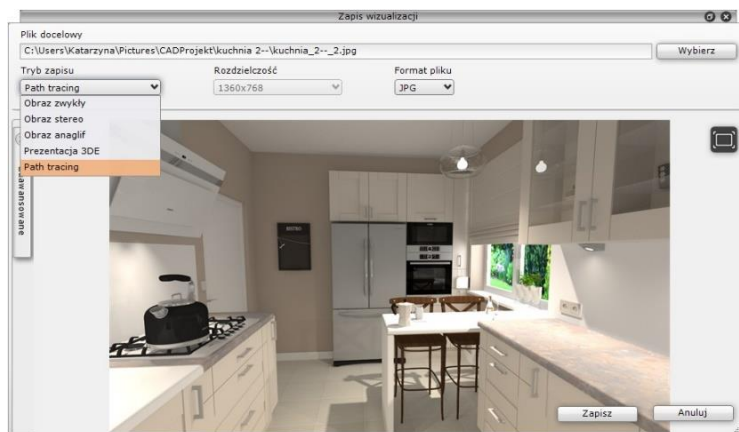 Zapis wizualizacji
Plik docelowy
C:\Users\Katarzyna\Pictures\CADProjekt\kuchnia 2--\kuchnia_2--_2.jpg
Wybierz
Tryb zapisu
Rozdzielczość
Format pliku
Path tracing
1360x768
JPG
Obraz zwykły
Obraz stereo
Obraz anaglif
Prezentacja 3DE
Path tracing
BISTRO
Zapisz
Anuluj